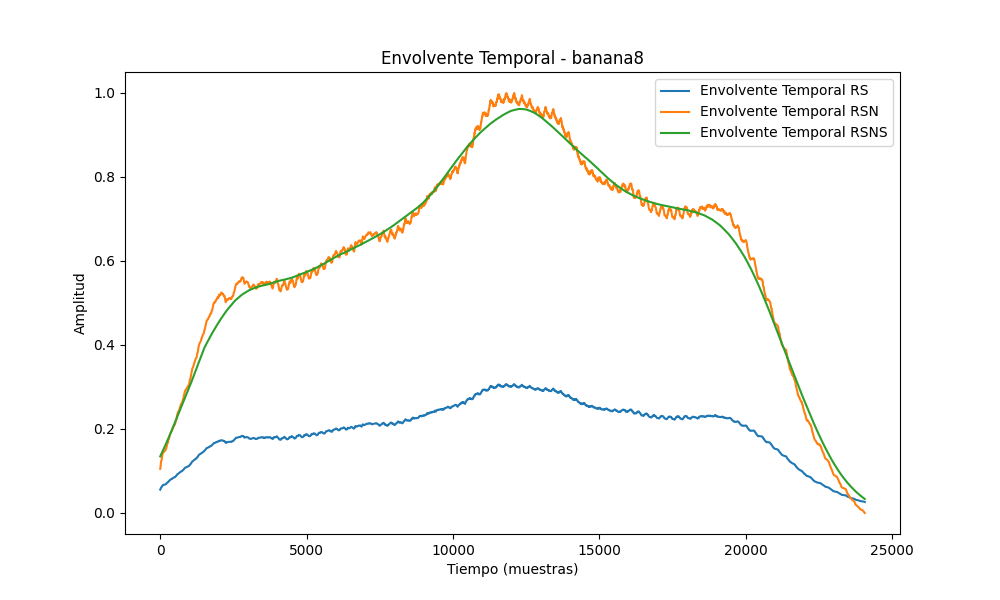 Envolvente Temporal - banana8
Envolvente Temporal RS
Envolvente Temporal RSN
Envolvente Temporal RSNS
Amplitud
1.0
0.8
0.6
0.4
0.2
0.0
0 5000 10000 15000 20000 25000
Tiempo (muestras)